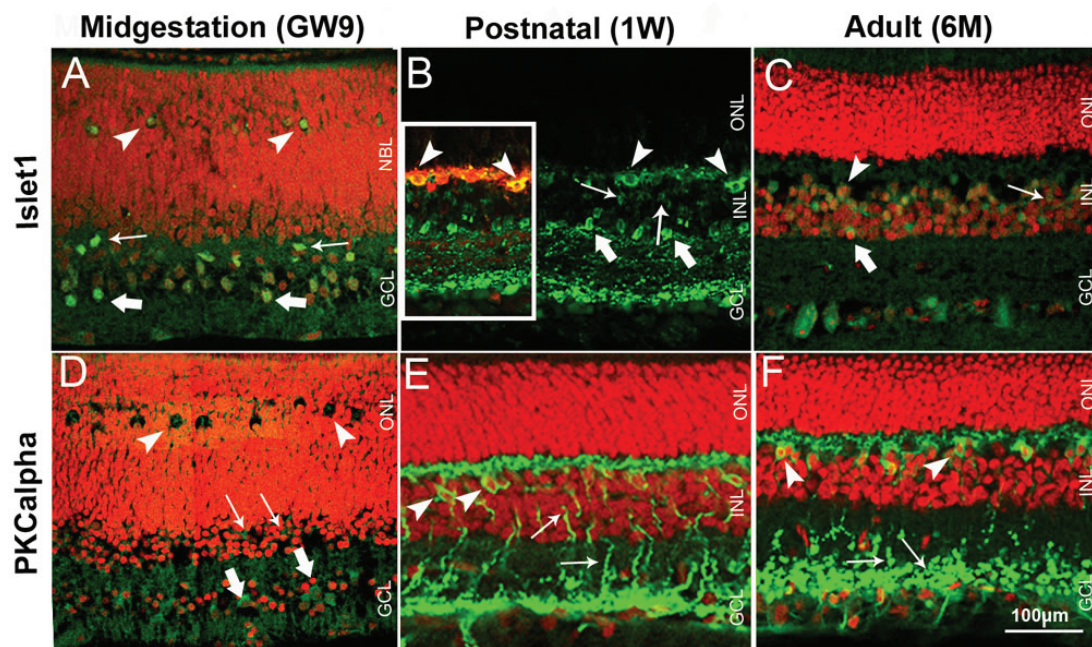 Midgestation (GW9)
Postnatal (1W)
Adult (6M)
Islet1
A
NBL
GCL
B
ONL
INL
GCL
C
ONL
INL
GCL
PKCalpha
D
ONL
GCL
E
ONL
INL
GCL
F
ONL
INL
GCL
100µm